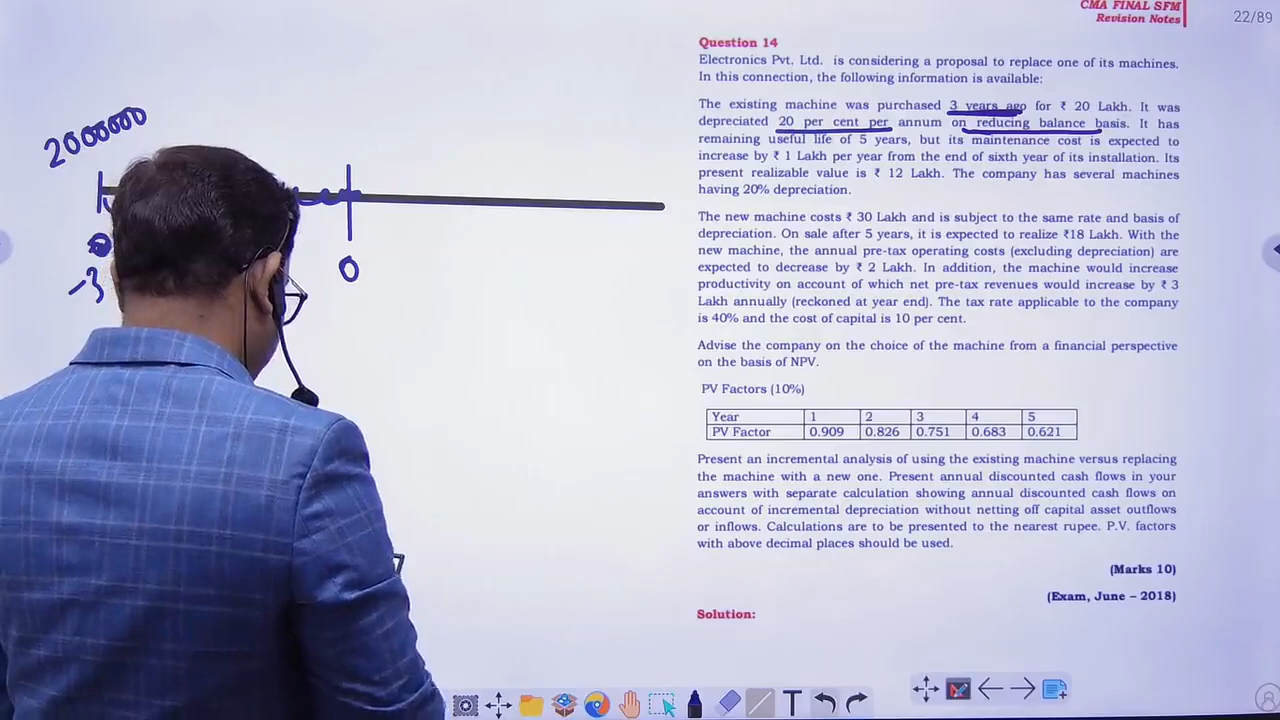 CMA FINAL SFM
Revision Notes
22/89
2000000
0
-3
0
Question 14
Electronics Pvt. Ltd. is considering a proposal to replace one of its machines.
In this connection, the following information is available:
The existing machine was purchased 3 years ago for ₹ 20 Lakh. It was
depreciated 20 per cent per annum on reducing balance basis. It has
remaining useful life of 5 years, but its maintenance cost is expected to
increase by ₹ 1 Lakh per year from the end of sixth year of its installation. Its
present realizable value is ₹ 12 Lakh. The company has several machines
having 20% depreciation.
The new machine costs ₹ 30 Lakh and is subject to the same rate and basis of
depreciation. On sale after 5 years, it is expected to realize ₹18 Lakh. With the
new machine, the annual pre-tax operating costs (excluding depreciation) are
expected to decrease by ₹ 2 Lakh. In addition, the machine would increase
productivity on account of which net pre-tax revenues would increase by ₹ 3
Lakh annually (reckoned at year end). The tax rate applicable to the company
is 40% and the cost of capital is 10 per cent.
Advise the company on the choice of the machine from a financial perspective
on the basis of NPV.
PV Factors (10%)
Year 1 2 3 4 5
PV Factor 0.909 0.826 0.751 0.683 0.621
Present an incremental analysis of using the existing machine versus replacing
the machine with a new one. Present annual discounted cash flows in your
answers with separate calculation showing annual discounted cash flows on
account of incremental depreciation without netting off capital asset outflows
or inflows. Calculations are to be presented to the nearest rupee. P.V. factors
with above decimal places should be used.
(Marks 10)
(Exam, June – 2018)
Solution:
T